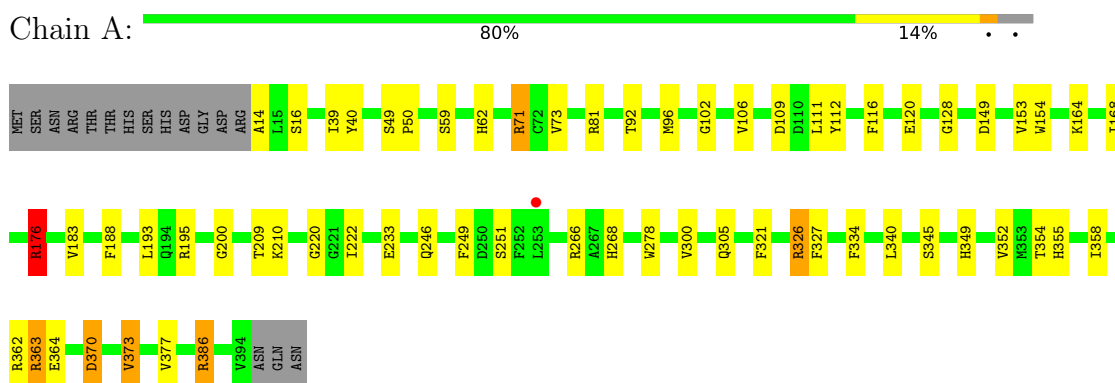 Chain A:
80% 14% • •
MET SER ASN ARG THR THR HIS SER HIS ASP GLY ASP ARG A14 L15 S16 I39 Y40 S49 P50 S59 H62 R71 C72 V73 R81 T92 M96 G102 V106 D109 D110 L111 Y112 F116 E120 G128 D149 V153 W154 K164
R176 V183 F188 L193 Q194 R195 G200 T209 K210 G220 G221 I222 E233 Q246 F249 D250 S251 F252 L253 R266 A267 H268 W278 V300 Q305 F321 R326 F327 F334 L340 S345 H349 V352 M353 T354 H355 I358
R362 R363 E364 D370 V373 V377 R386 V394 ASN GLN ASN